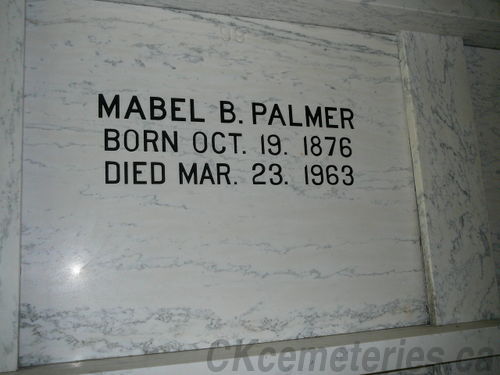 MABEL B. PALMER
BORN OCT. 19. 1876
DIED MAR. 23. 1963
CKcemeteries.ca